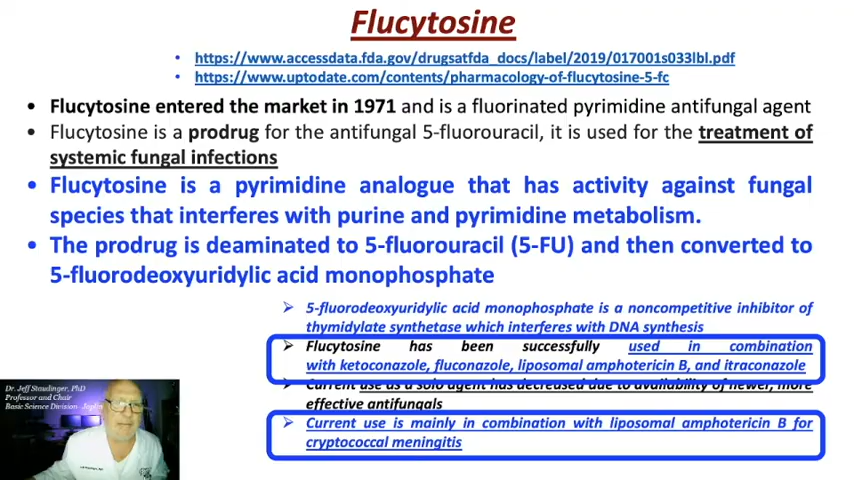 Flucytosine
• https://www.accessdata.fda.gov/drugsatfda_docs/label/2019/017001s033lbl.pdf
• https://www.uptodate.com/contents/pharmacology-of-flucytosine-5-fc
• Flucytosine entered the market in 1971 and is a fluorinated pyrimidine antifungal agent
• Flucytosine is a prodrug for the antifungal 5-fluorouracil, it is used for the treatment of
systemic fungal infections
• Flucytosine is a pyrimidine analogue that has activity against fungal
species that interferes with purine and pyrimidine metabolism.
• The prodrug is deaminated to 5-fluorouracil (5-FU) and then converted to
5-fluorodeoxyuridylic acid monophosphate
➢ 5-fluorodeoxyuridylic acid monophosphate is a noncompetitive inhibitor of
thymidylate synthetase which interferes with DNA synthesis
➢ Flucytosine has been successfully used in combination
with ketoconazole, fluconazole, liposomal amphotericin B, and itraconazole
➢ Current use as a solo agent has decreased due to availability of newer, more
effective antifungals
➢ Current use is mainly in combination with liposomal amphotericin B for
cryptococcal meningitis
Dr. Jeff Staudinger, PhD
Professor and Chair
Basic Science Division - Joplin